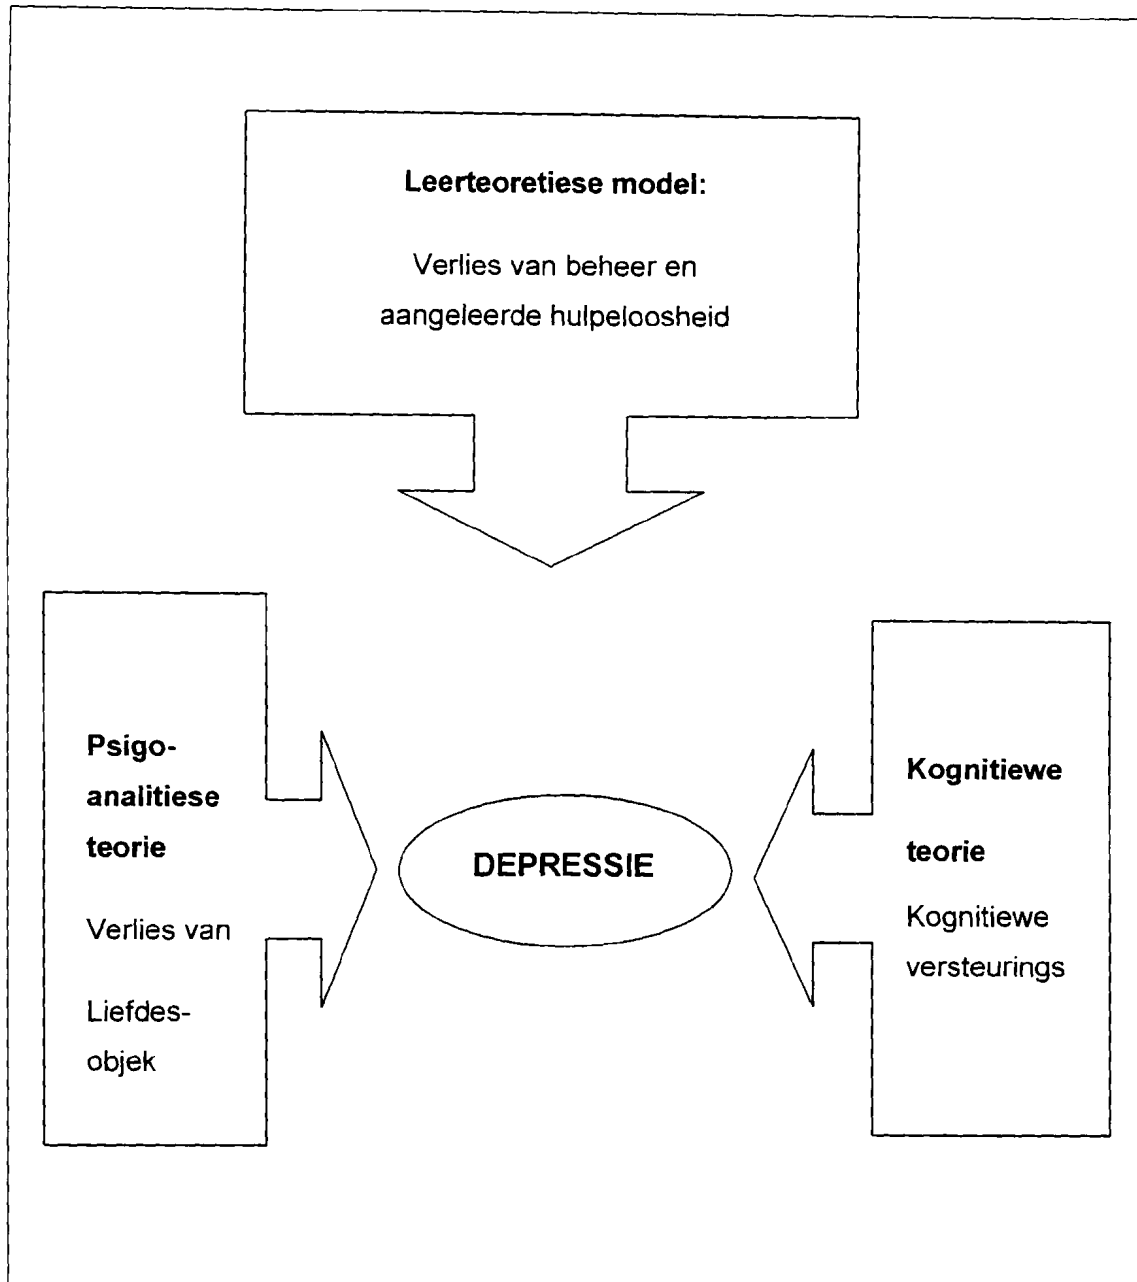 Leerteoretiese model:
Verlies van beheer en
aangeleerde hulpeloosheid
Psigo-
analitiese
teorie
Verlies van
Liefdes-
objek
DEPRESSIE
Kognitiewe
teorie
Kognitiewe
versteurings